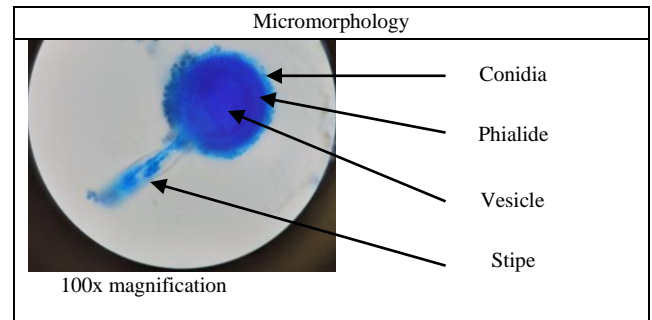 Micromorphology
Conidia
Phialide
Vesicle
Stipe
100x magnification